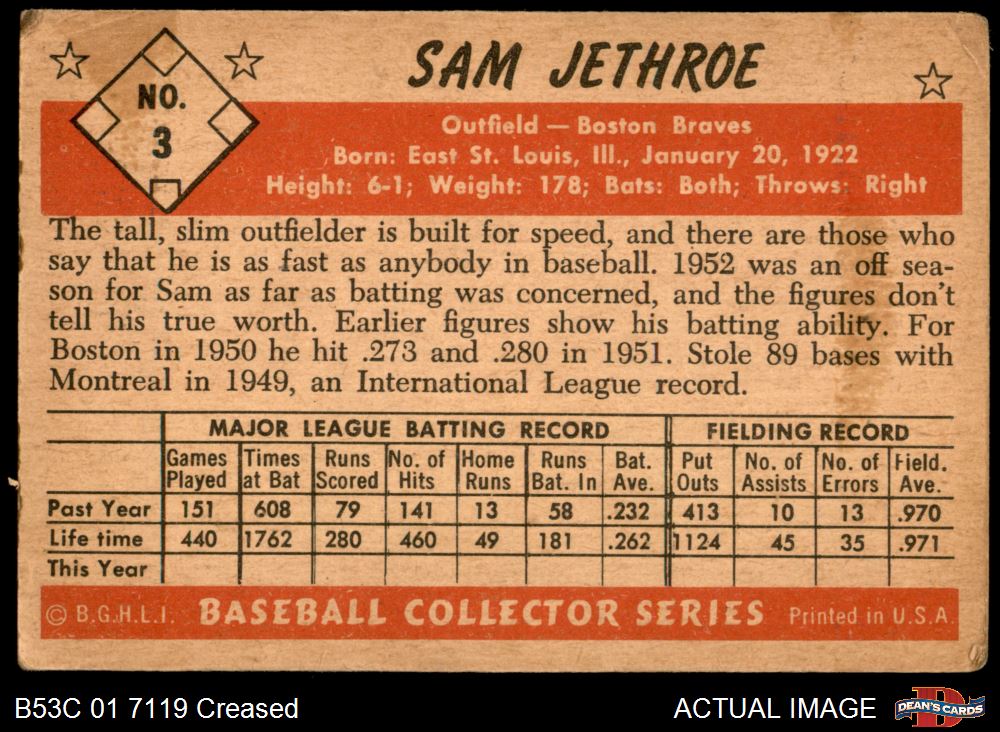 SAM JETHROE
NO.
3
Outfield — Boston Braves
Born: East St. Louis, Ill., January 20, 1922
Height: 6-1; Weight: 178; Bats: Both; Throws: Right
The tall, slim outfielder is built for speed, and there are those who
say that he is as fast as anybody in baseball. 1952 was an off sea-
son for Sam as far as batting was concerned, and the figures don't
tell his true worth. Earlier figures show his batting ability. For
Boston in 1950 he hit .273 and .280 in 1951. Stole 89 bases with
Montreal in 1949, an International League record.
MAJOR LEAGUE BATTING RECORD FIELDING RECORD
Games Times Runs No. of Home Runs Bat. Put No. of No. of Field.
Played at Bat Scored Hits Runs Bat. In Ave. Outs Assists Errors Ave.
Past Year 151 608 79 141 13 58 .232 413 10 13 .970
Life time 440 1762 280 460 49 181 .262 1124 45 35 .971
This Year
© B.G.H.L.I. BASEBALL COLLECTOR SERIES Printed in U.S.A.
B53C 01 7119 Creased ACTUAL IMAGE DEAN'S CARDS